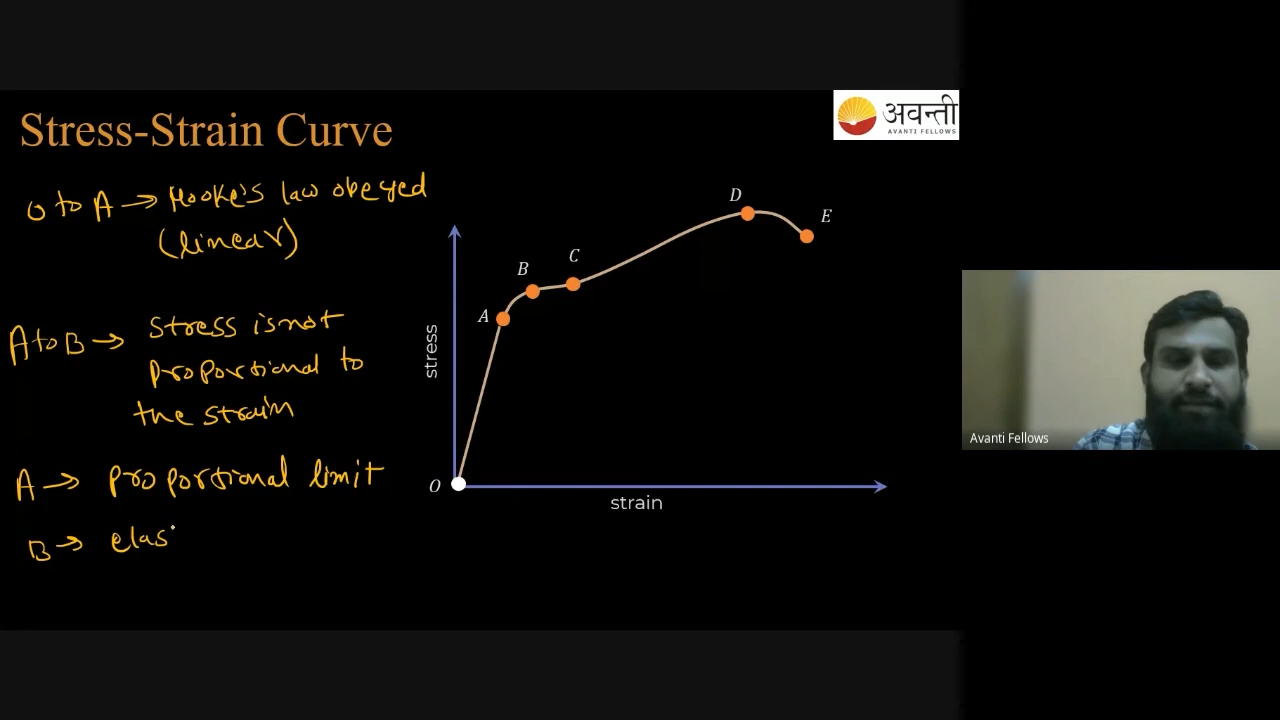 Stress-Strain Curve
अवन्ती
AVANTI FELLOWS
O to A → Hooke's law obeyed
(linear)
A to B → stress is not
proportional to
the strain
A → proportional limit
B → elas
stress
strain
O
A
B
C
D
E
Avanti Fellows